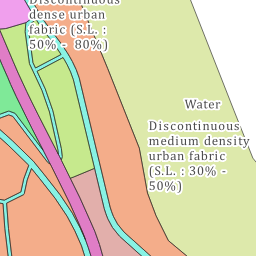 Discontinuous
dense urban
fabric (S.L. :
50% - 80%)
Water
Discontinuous
medium density
urban fabric
(S.L. : 30% -
50%)